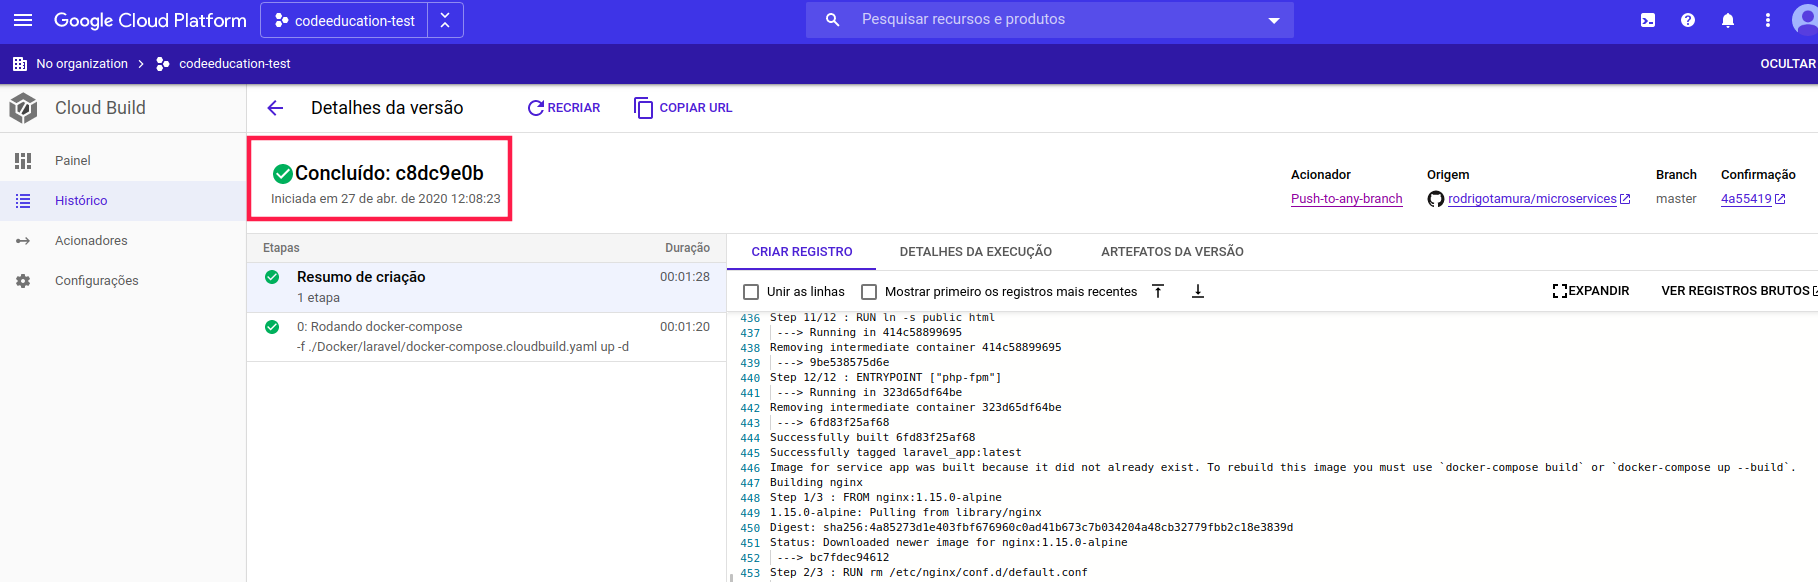 Google Cloud Platform
codeeducation-test
Pesquisar recursos e produtos
No organization
codeeducation-test
OCULTAR
Cloud Build
Detalhes da versão
RECRIAR
COPIAR URL
Painel
Histórico
Acionadores
Configurações
Concluído: c8dc9e0b
Iniciada em 27 de abr. de 2020 12:08:23
Acionador
Origem
Branch
Confirmação
Push-to-any-branch
rodrigotamura/microservices
master
4a55419
Etapas
Duração
Resumo de criação
00:01:28
1 etapa
0: Rodando docker-compose
00:01:20
-f ./Docker/laravel/docker-compose.cloudbuild.yaml up -d
CRIAR REGISTRO
DETALHES DA EXECUÇÃO
ARTEFATOS DA VERSÃO
Unir as linhas
Mostrar primeiro os registros mais recentes
EXPANDIR
VER REGISTROS BRUTOS
436 Step 11/12 : RUN ln -s public html
437 ---> Running in 414c58899695
438 Removing intermediate container 414c58899695
439 ---> 9be538575d6e
440 Step 12/12 : ENTRYPOINT ["php-fpm"]
441 ---> Running in 323d65df64be
442 Removing intermediate container 323d65df64be
443 ---> 6fd83f25af68
444 Successfully built 6fd83f25af68
445 Successfully tagged laravel_app:latest
446 Image for service app was built because it did not already exist. To rebuild this image you must use `docker-compose build` or `docker-compose up --build`.
447 Building nginx
448 Step 1/3 : FROM nginx:1.15.0-alpine
449 1.15.0-alpine: Pulling from library/nginx
450 Digest: sha256:4a85273d1e403fbf676960c0ad41b673c7b034204a48cb32779fbb2c18e3839d
451 Status: Downloaded newer image for nginx:1.15.0-alpine
452 ---> bc7fdec94612
453 Step 2/3 : RUN rm /etc/nginx/conf.d/default.conf